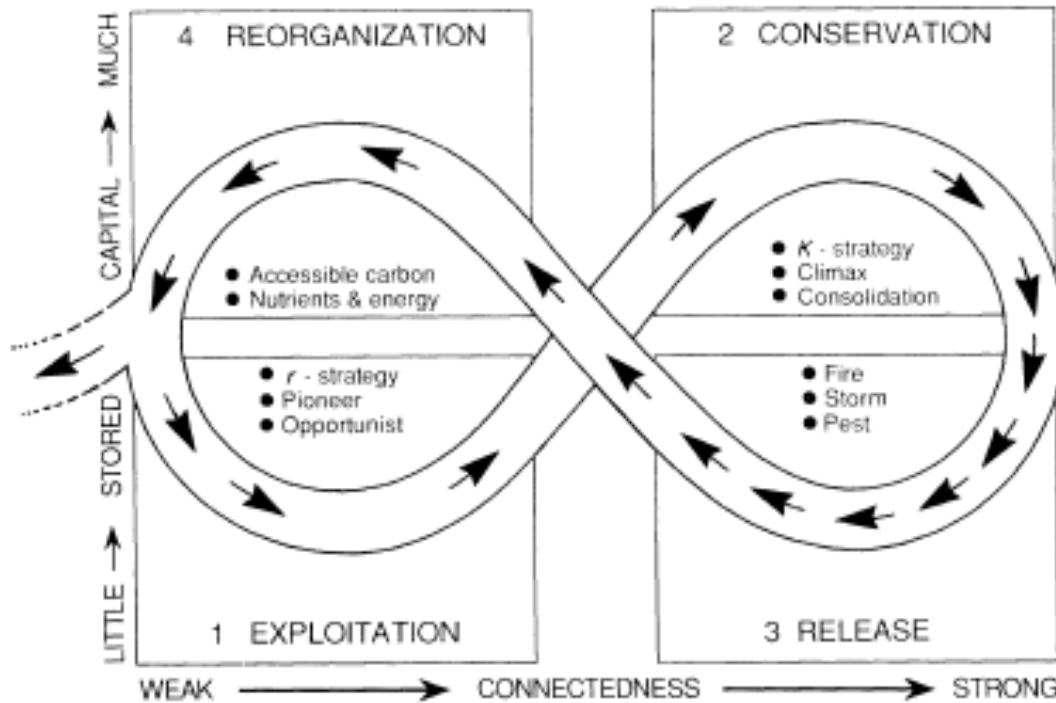 4 REORGANIZATION
2 CONSERVATION
LITTLE STORED CAPITAL MUCH
● Accessible carbon
● Nutrients & energy
● K - strategy
● Climax
● Consolidation
● r - strategy
● Pioneer
● Opportunist
● Fire
● Storm
● Pest
1 EXPLOITATION
3 RELEASE
WEAK CONNECTEDNESS STRONG